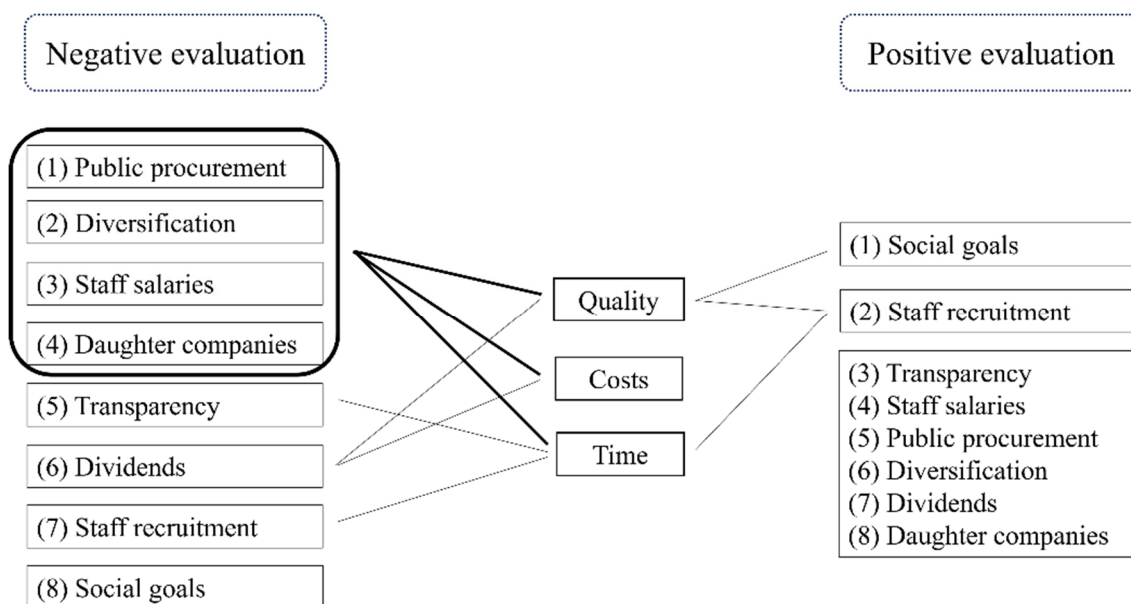 Negative evaluation
Positive evaluation
(1) Public procurement
(2) Diversification
(3) Staff salaries
(4) Daughter companies
(5) Transparency
(6) Dividends
(7) Staff recruitment
(8) Social goals
Quality
Costs
Time
(1) Social goals
(2) Staff recruitment
(3) Transparency
(4) Staff salaries
(5) Public procurement
(6) Diversification
(7) Dividends
(8) Daughter companies